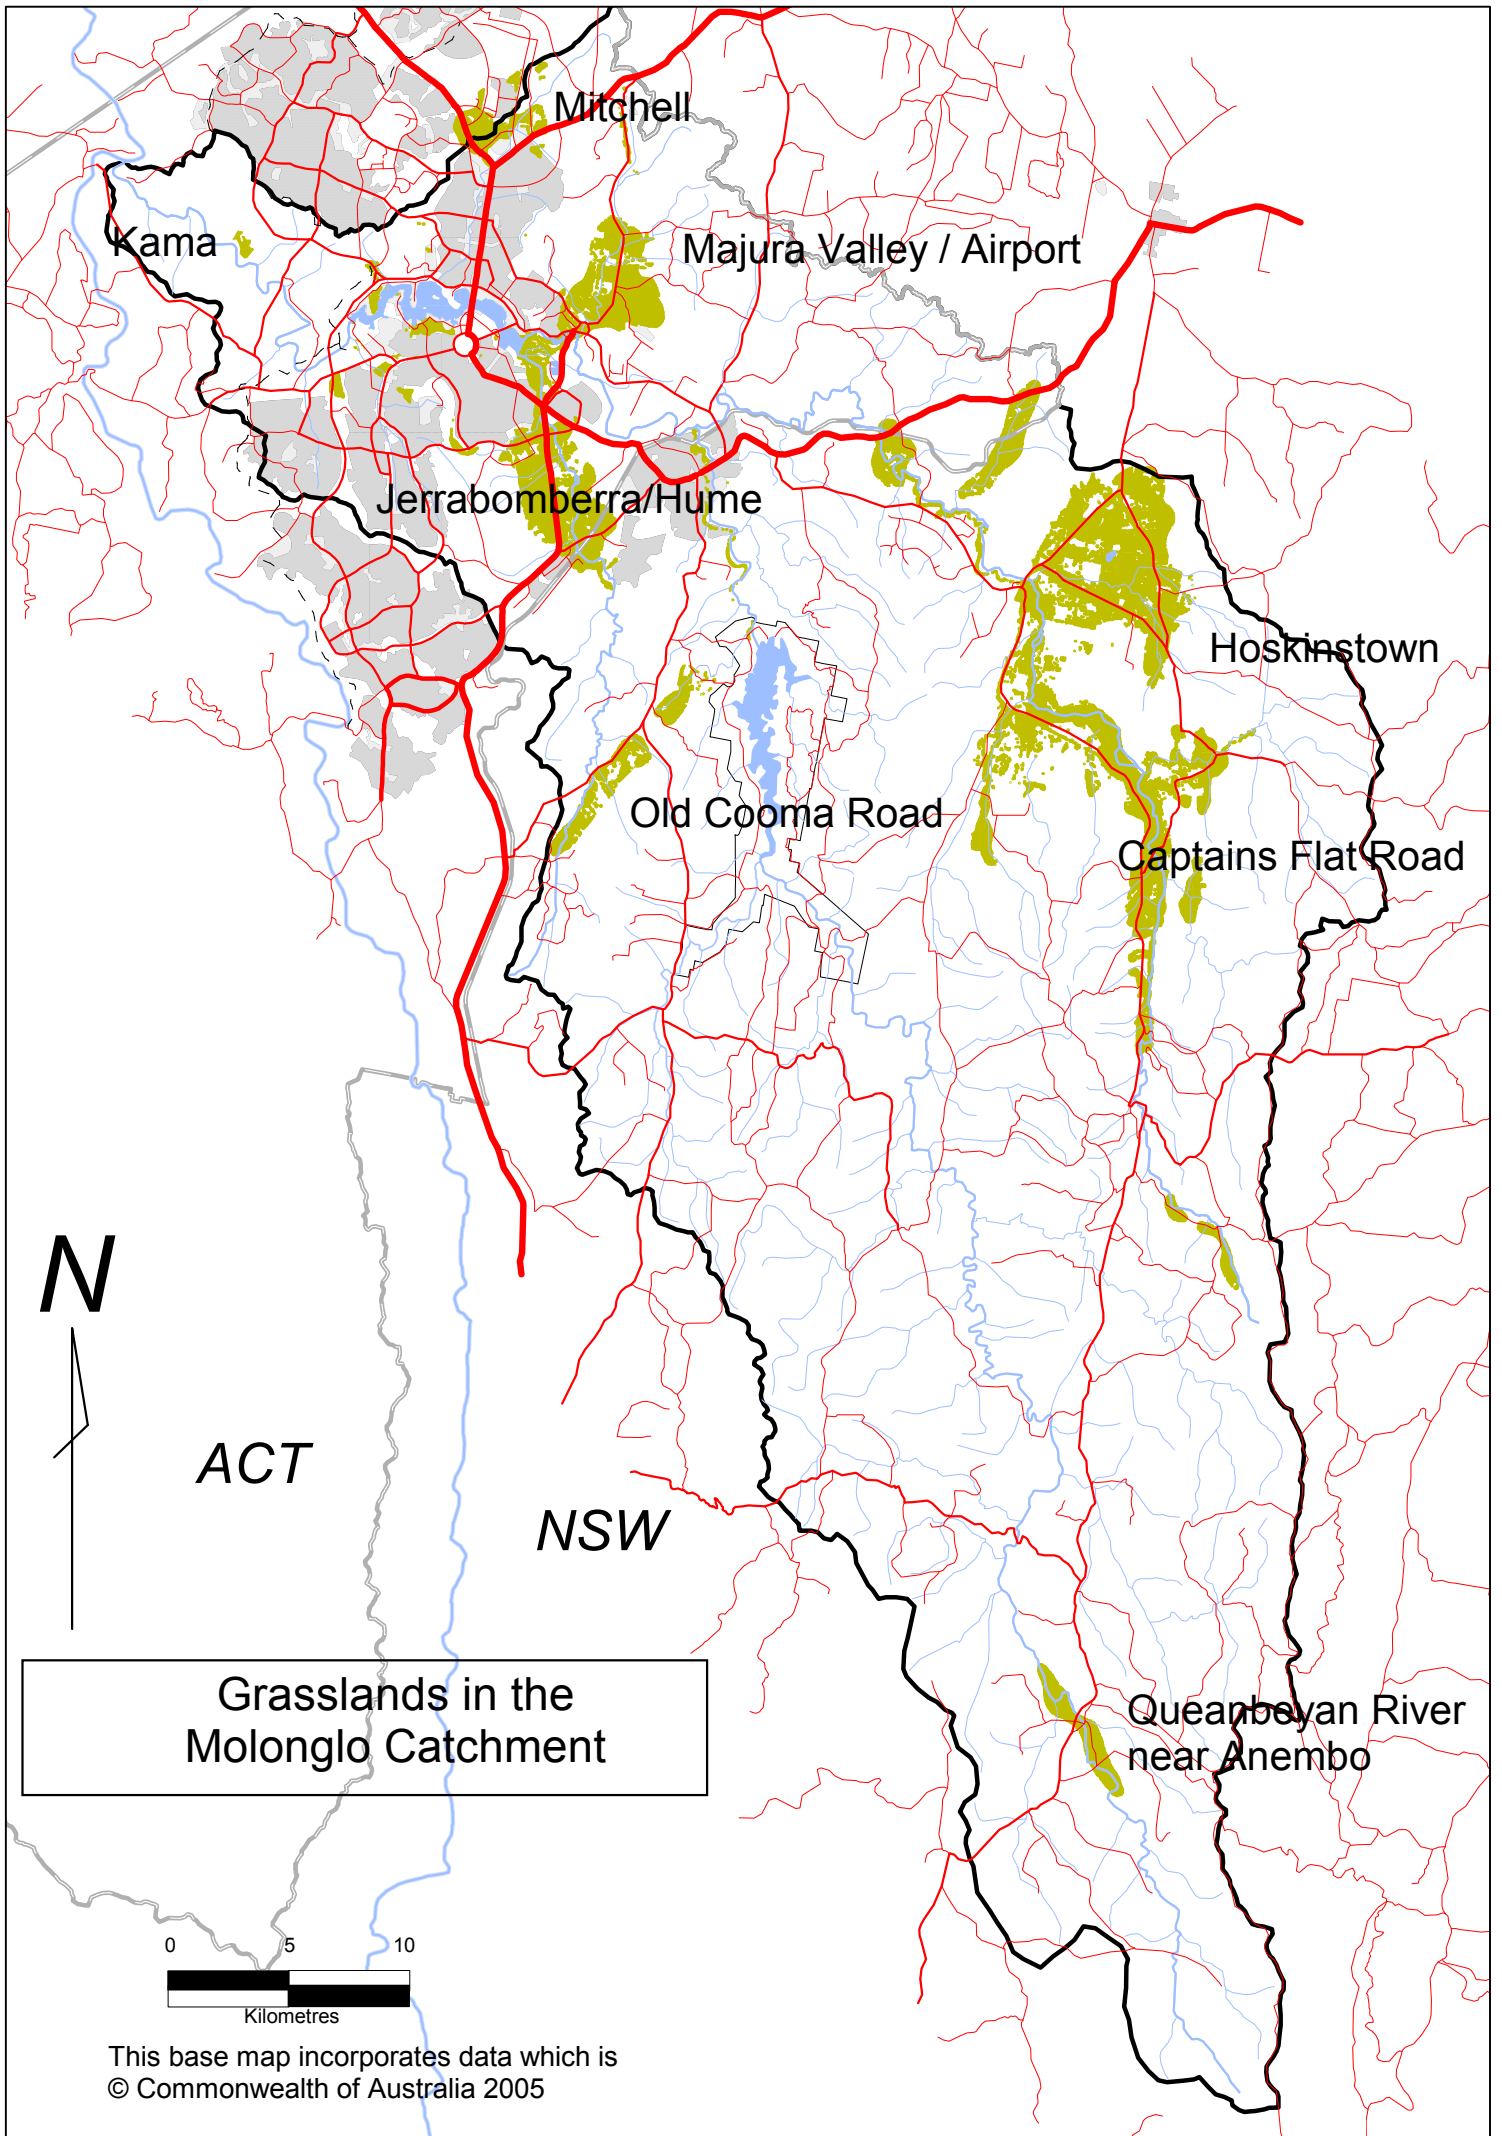 Mitchell
Kama
Majura Valley / Airport
Jerrabomberra/Hume
Hoskinstown
Old Cooma Road
Captains Flat Road
N
ACT
NSW
Grasslands in the
Molonglo Catchment
Queanbeyan River
near Anembo
0 5 10
Kilometres
This base map incorporates data which is
© Commonwealth of Australia 2005